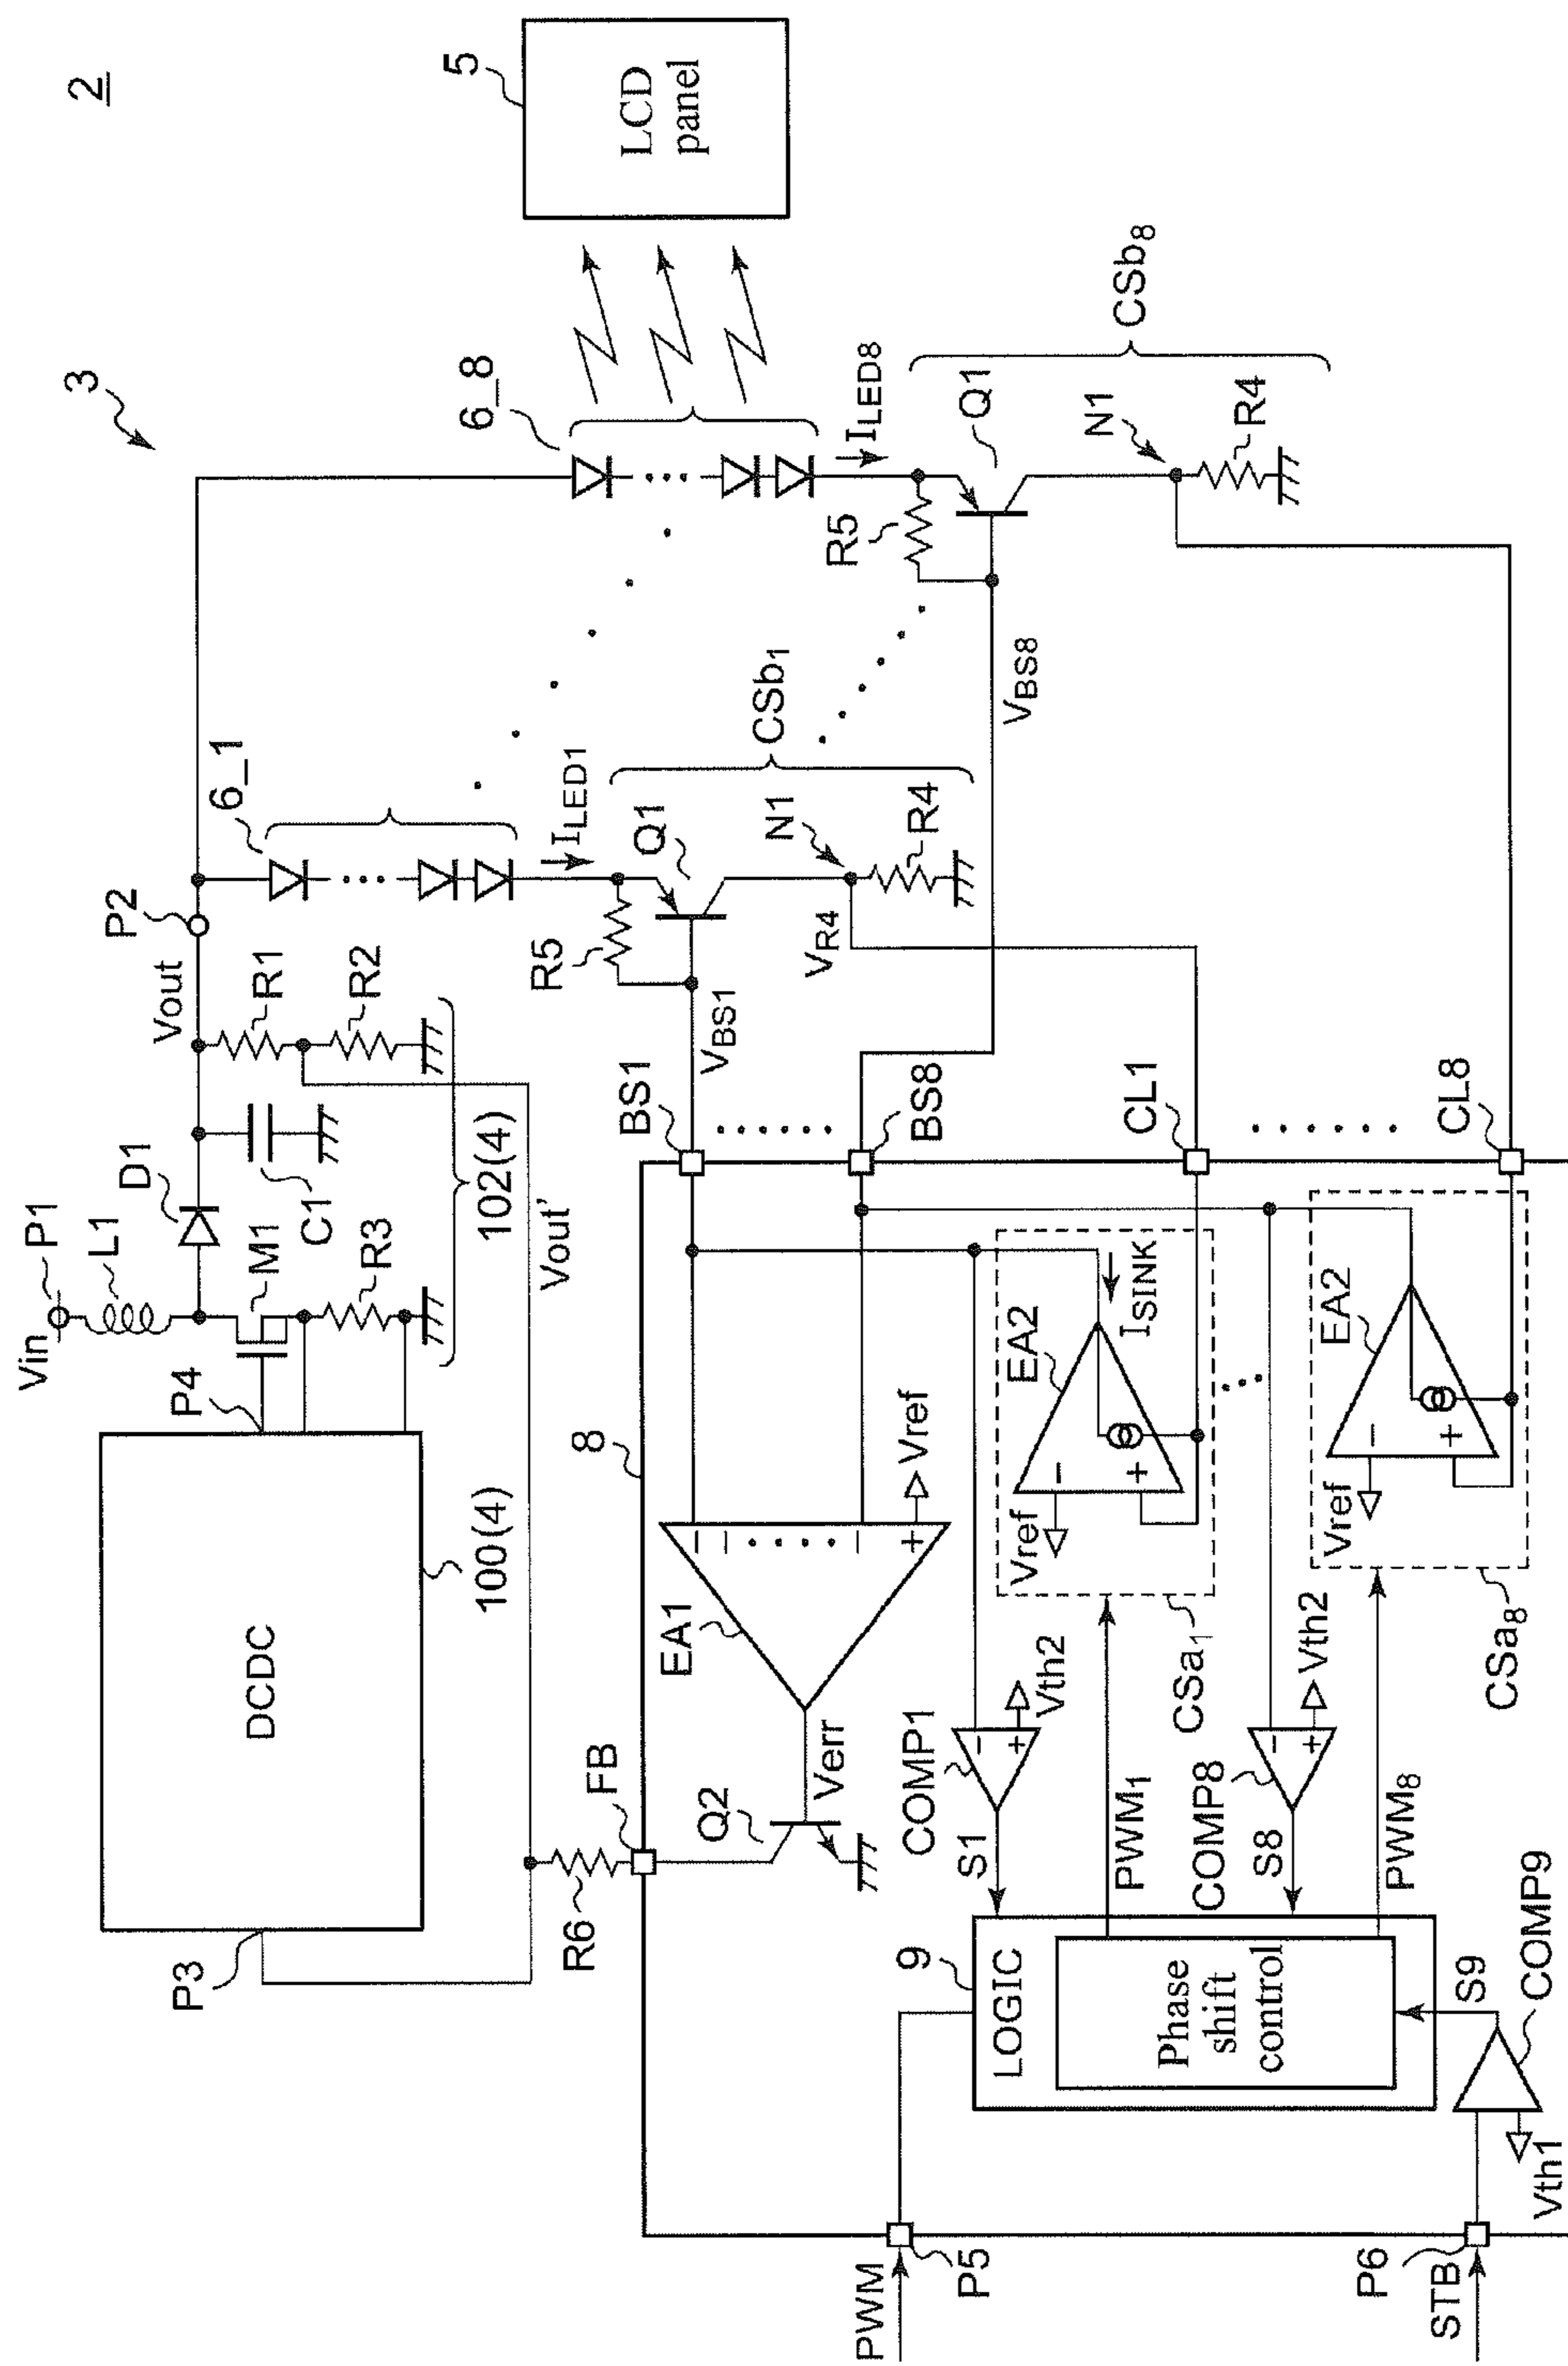 2
3
5
LCD
panel
6_8
ILED8
Q1
CSb8
N1
R4
R5
VBS8
Vin
P1
L1
D1
M1
C1
R3
Vout
P2
R1
R2
102(4)
Vout'
P4
DCDC
100(4)
P3
6_1
ILED1
Q1
R5
CSb1
N1
R4
VR4
VBS1
BS1
BS8
CL1
CL8
8
R6
FB
Q2
Verr
EA1
−
−
−
+
Vref
EA2
ISINK
Vref
−
+
CSa1
EA2
Vref
−
+
CSa8
COMP1
−
+
Vth2
S1
PWM1
COMP8
−
+
Vth2
S8
PWM8
9
LOGIC
Phase
shift
control
S9
COMP9
Vth1
PWM
P5
P6
STB